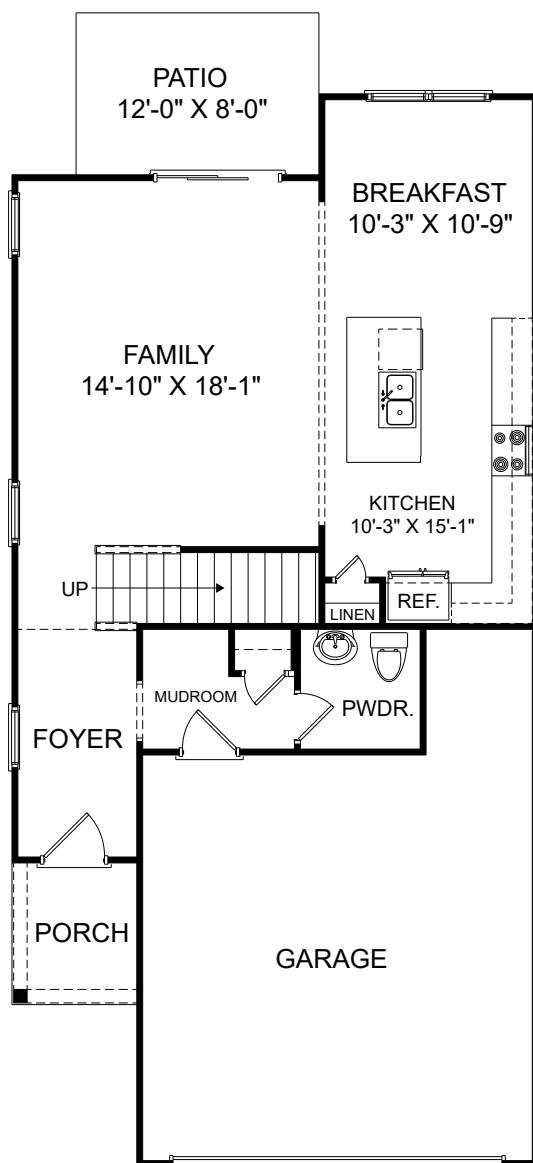 PATIO
12'-0" X 8'-0"
BREAKFAST
10'-3" X 10'-9"
FAMILY
14'-10" X 18'-1"
KITCHEN
10'-3" X 15'-1"
UP
LINEN
REF.
MUDROOM
PWDR.
FOYER
PORCH
GARAGE